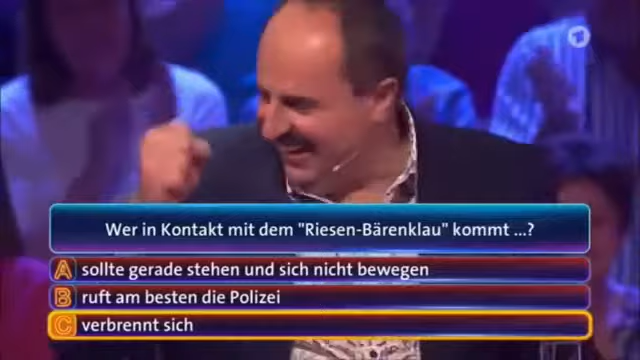 Wer in Kontakt mit dem "Riesen-Bärenklau" kommt ...?
A sollte gerade stehen und sich nicht bewegen
B ruft am besten die Polizei
C verbrennt sich